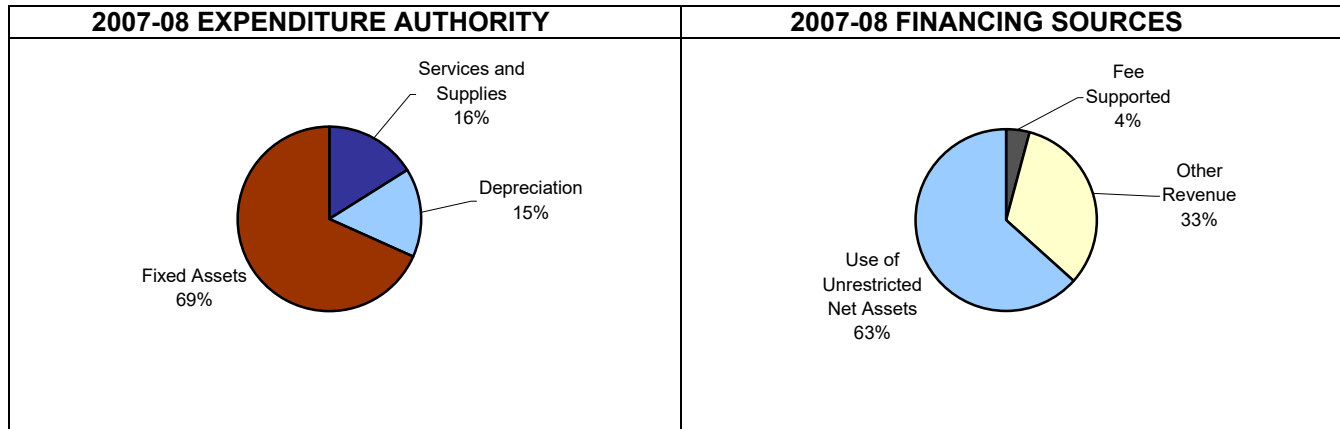 2007-08 EXPENDITURE AUTHORITY
Services and
Supplies
16%
Depreciation
15%
Fixed Assets
69%
2007-08 FINANCING SOURCES
Fee
Supported
4%
Other
Revenue
33%
Use of
Unrestricted
Net Assets
63%